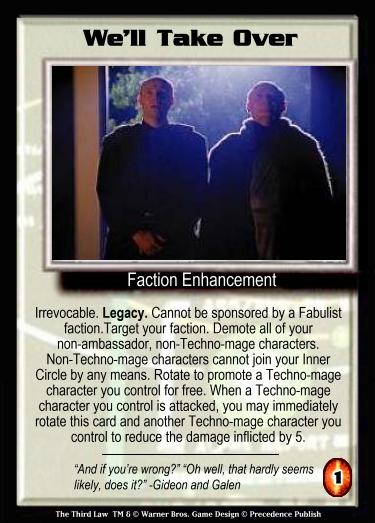 We'll Take Over
Faction Enhancement
Irrevocable. Legacy. Cannot be sponsored by a Fabulist
faction.Target your faction. Demote all of your
non-ambassador, non-Techno-mage characters.
Non-Techno-mage characters cannot join your Inner
Circle by any means. Rotate to promote a Techno-mage
character you control for free. When a Techno-mage
character you control is attacked, you may immediately
rotate this card and another Techno-mage character you
control to reduce the damage inflicted by 5.
"And if you're wrong?" "Oh well, that hardly seems
likely, does it?" -Gideon and Galen
1
The Third Law TM & © Warner Bros. Game Design © Precedence Publish